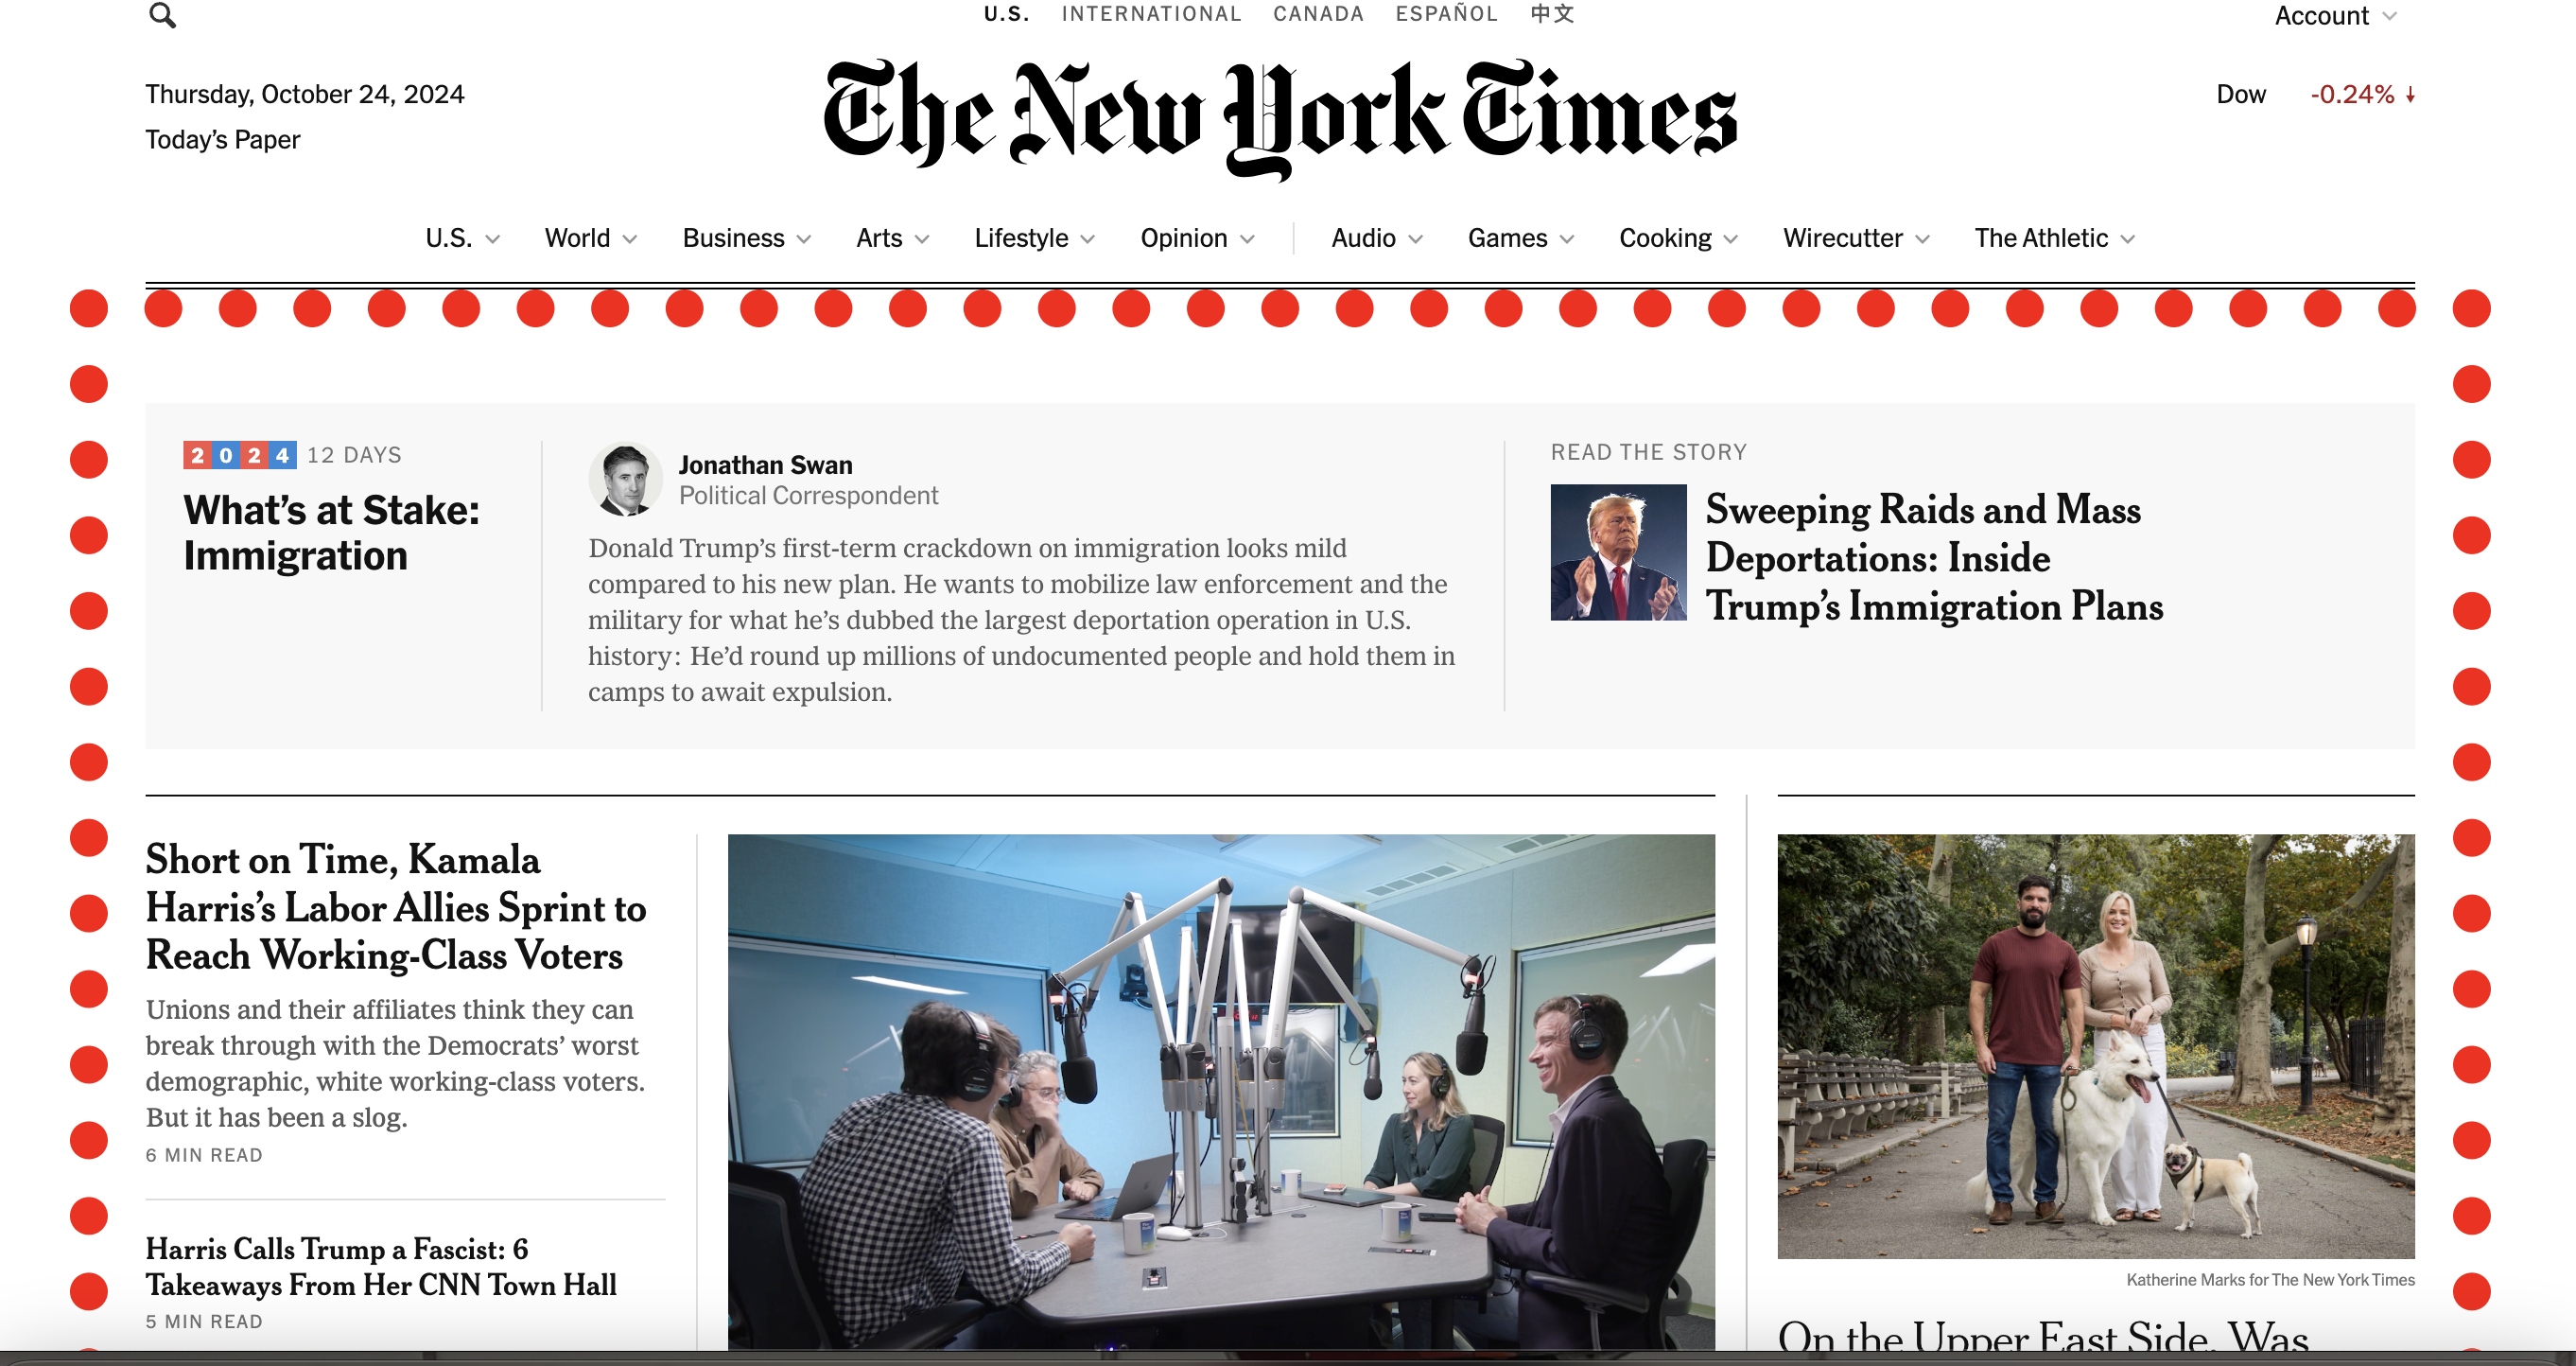 U.S. INTERNATIONAL CANADA ESPAÑOL 中文
Account
Thursday, October 24, 2024
Today’s Paper
The New York Times
Dow -0.24% ↓
U.S. World Business Arts Lifestyle Opinion Audio Games Cooking Wirecutter The Athletic
2024 12 DAYS
What’s at Stake:
Immigration
Jonathan Swan
Political Correspondent
Donald Trump’s first-term crackdown on immigration looks mild
compared to his new plan. He wants to mobilize law enforcement and the
military for what he’s dubbed the largest deportation operation in U.S.
history: He’d round up millions of undocumented people and hold them in
camps to await expulsion.
READ THE STORY
Sweeping Raids and Mass
Deportations: Inside
Trump’s Immigration Plans
Short on Time, Kamala
Harris’s Labor Allies Sprint to
Reach Working-Class Voters
Unions and their affiliates think they can
break through with the Democrats’ worst
demographic, white working-class voters.
But it has been a slog.
6 MIN READ
Harris Calls Trump a Fascist: 6
Takeaways From Her CNN Town Hall
5 MIN READ
Katherine Marks for The New York Times
On the Upper East Side, Was